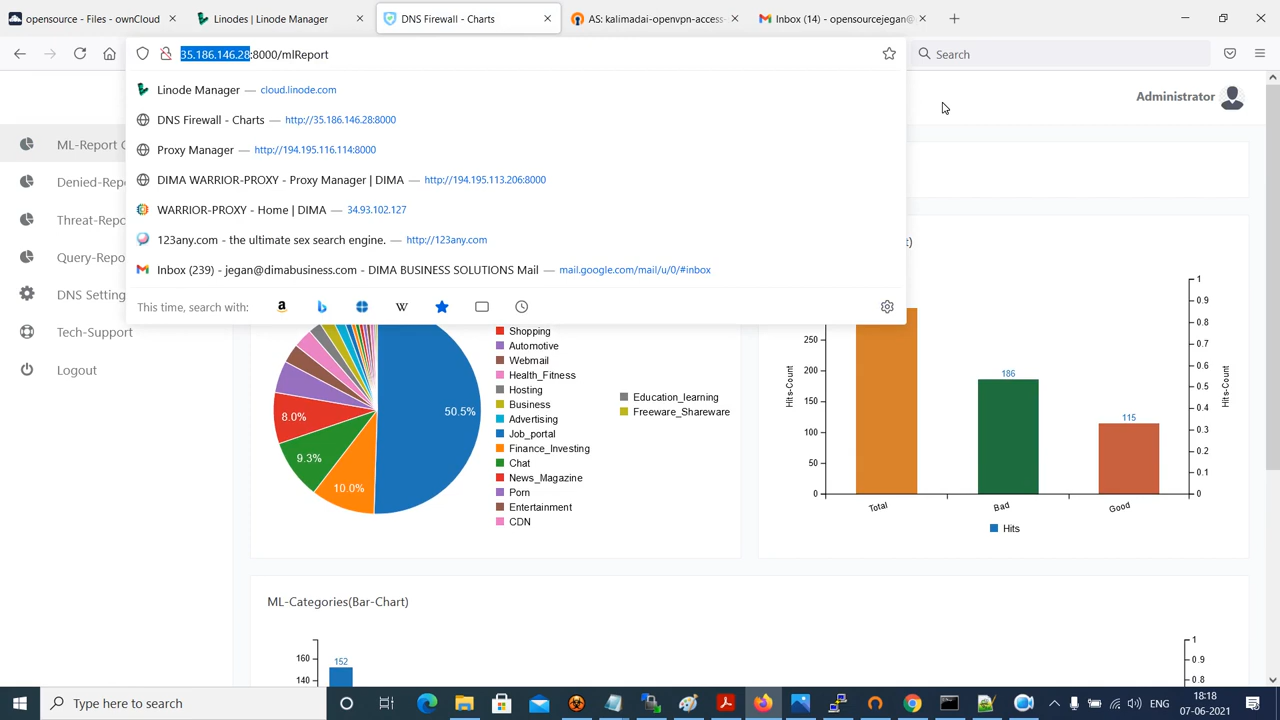 opensource - Files - ownCloud
Linodes | Linode Manager
DNS Firewall - Charts
AS: kalimadai-openvpn-access-
Inbox (14) - opensourcejegan@
35.186.146.28:8000/mlReport
Search
Linode Manager — cloud.linode.com
DNS Firewall - Charts — http://35.186.146.28:8000
Proxy Manager — http://194.195.116.114:8000
DIMA WARRIOR-PROXY - Proxy Manager | DIMA — http://194.195.113.206:8000
WARRIOR-PROXY - Home | DIMA — 34.93.102.127
123any.com - the ultimate sex search engine. — http://123any.com
Inbox (239) - jegan@dimabusiness.com - DIMA BUSINESS SOLUTIONS Mail — mail.google.com/mail/u/0/#inbox
This time, search with:
Administrator
ML-Report
Denied-Repo
Threat-Repo
Query-Repo
DNS Setting
Tech-Support
Logout
50.5%
8.0%
9.3%
10.0%
Shopping
Automotive
Webmail
Health_Fitness
Hosting
Business
Advertising
Job_portal
Finance_Investing
Chat
News_Magazine
Porn
Entertainment
CDN
Education_learning
Freeware_Shareware
Hits-Count
250
200
150
100
50
0
186
115
Total
Bad
Good
Hits
1
0.9
0.8
0.7
0.6
0.5
0.4
0.3
0.2
0.1
0
Hits-Count
ML-Categories(Bar-Chart)
160
140
152
1
0.9
0.8
Type here to search
ENG
18:18
07-06-2021